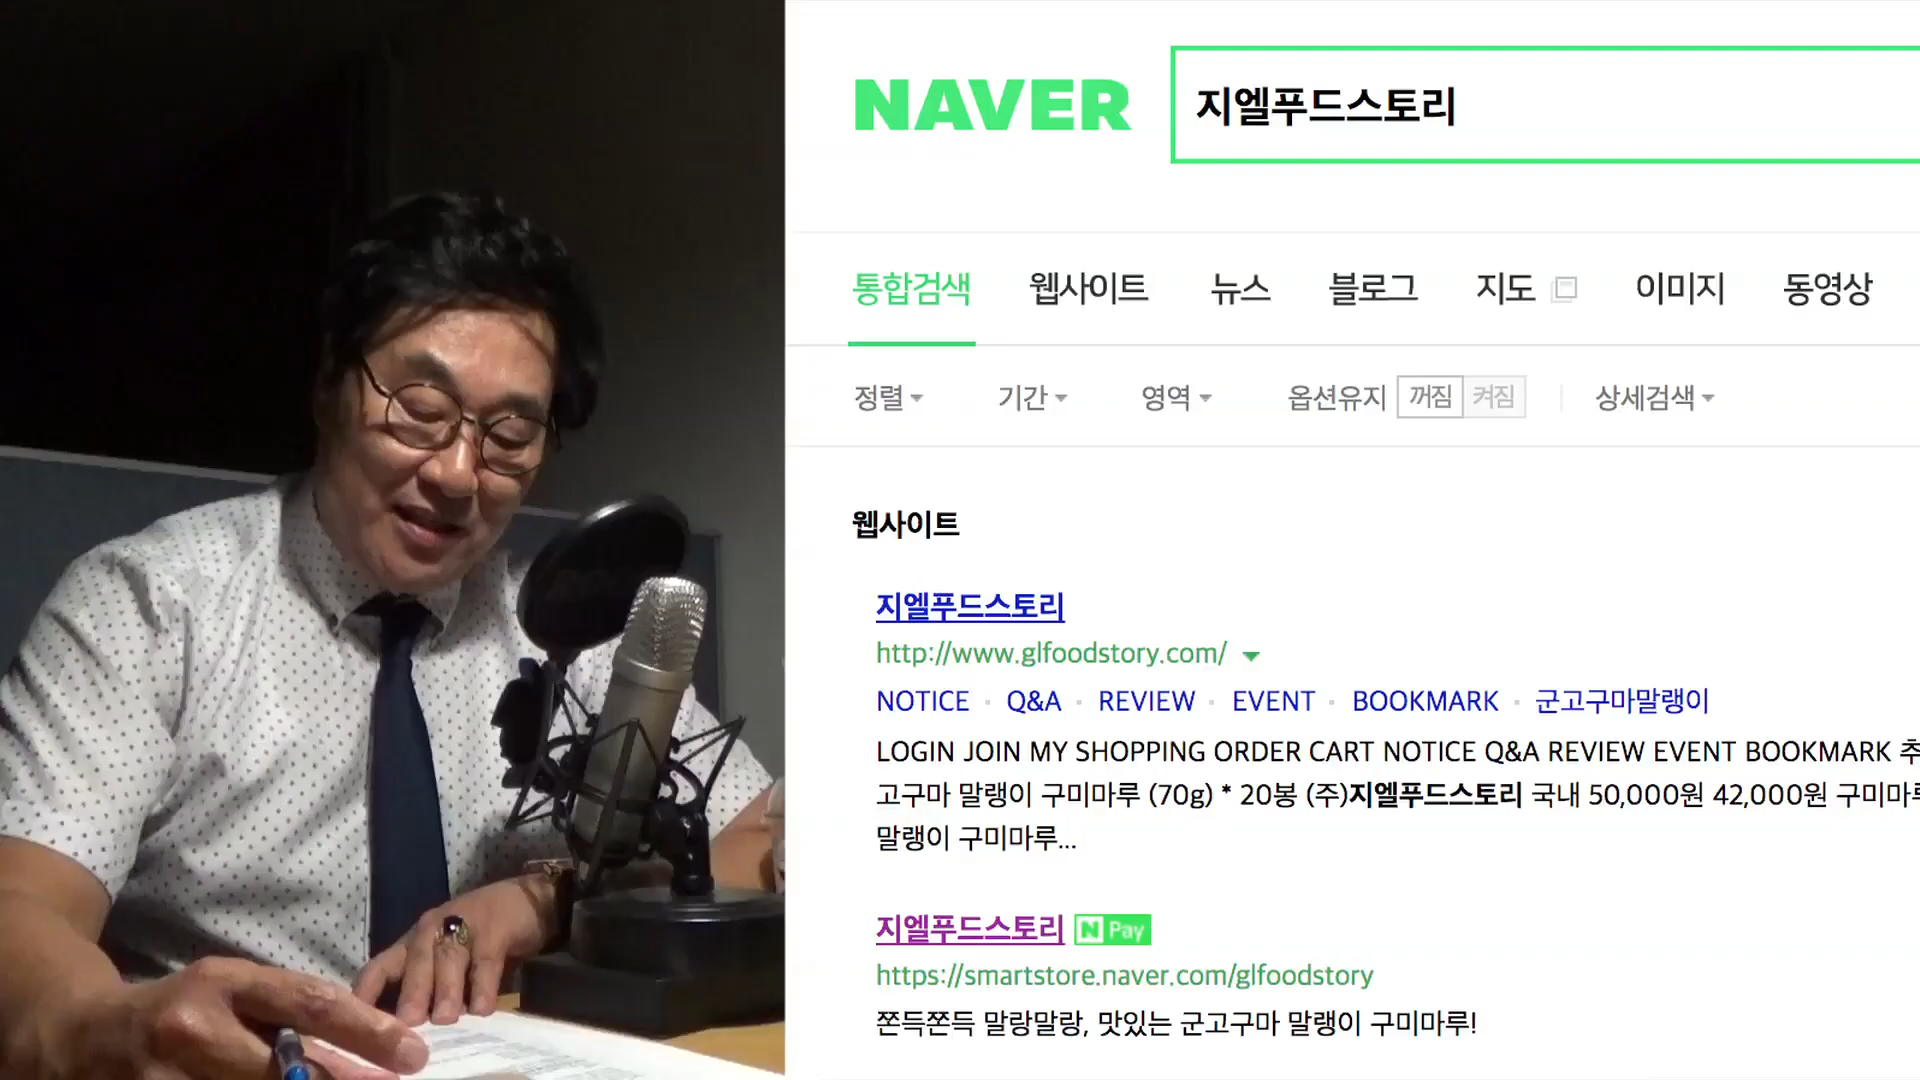 NAVER
지엘푸드스토리
통합검색 웹사이트 뉴스 블로그 지도 이미지 동영상
정렬 기간 영역 옵션유지 꺼짐 켜짐 상세검색
웹사이트
지엘푸드스토리
http://www.glfoodstory.com/
NOTICE · Q&A · REVIEW · EVENT · BOOKMARK · 군고구마말랭이
LOGIN JOIN MY SHOPPING ORDER CART NOTICE Q&A REVIEW EVENT BOOKMARK 추
고구마 말랭이 구미마루 (70g) * 20봉 (주)지엘푸드스토리 국내 50,000원 42,000원 구미마루
말랭이 구미마루...
지엘푸드스토리 N Pay
https://smartstore.naver.com/glfoodstory
쫀득쫀득 말랑말랑, 맛있는 군고구마 말랭이 구미마루!